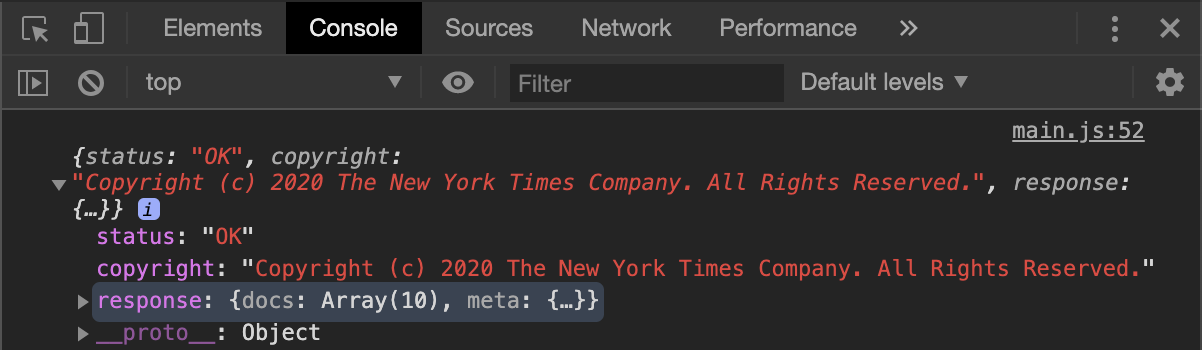 Elements Console Sources Network Performance »
top Filter Default levels
main.js:52
{status: "OK", copyright:
"Copyright (c) 2020 The New York Times Company. All Rights Reserved.", response:
{…}} i
status: "OK"
copyright: "Copyright (c) 2020 The New York Times Company. All Rights Reserved."
response: {docs: Array(10), meta: {…}}
__proto__: Object